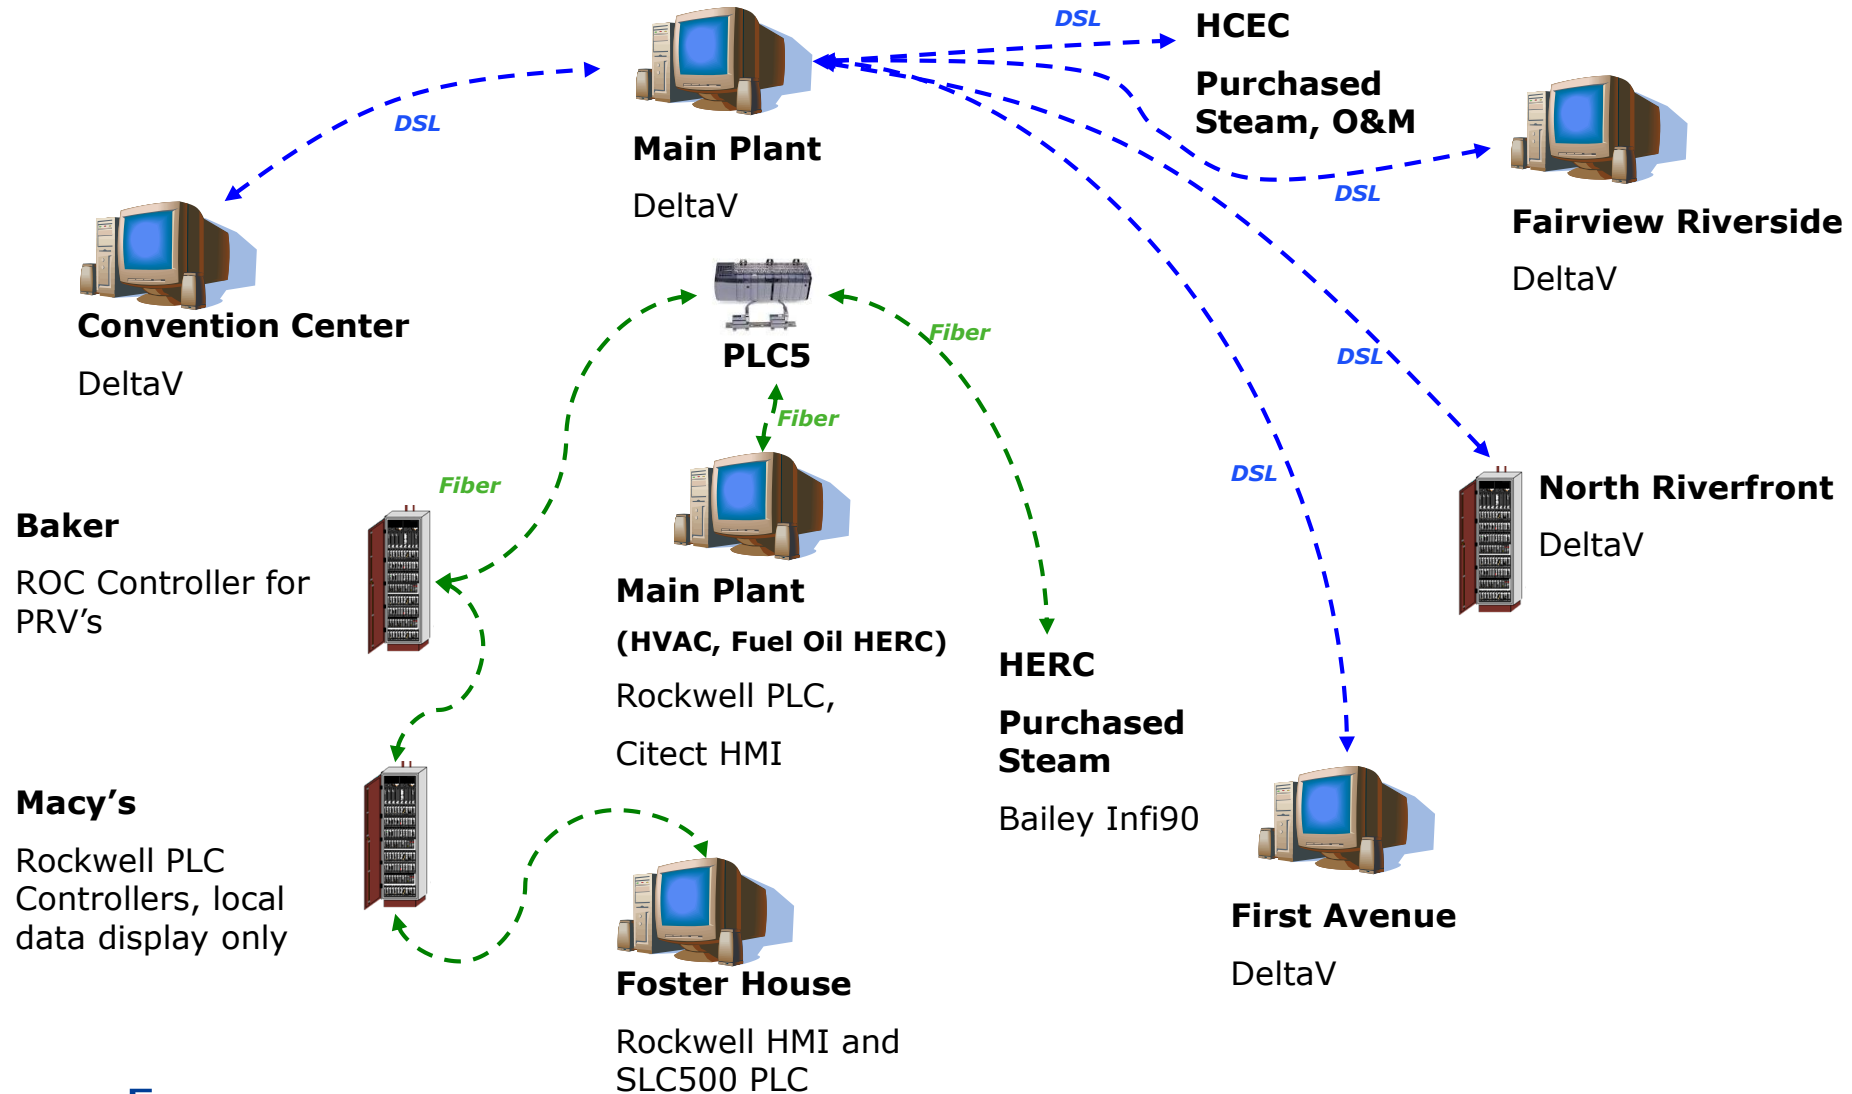 DSL
HCEC
Purchased
Steam, O&M
DSL
Main Plant
DeltaV
DSL
Fairview Riverside
DeltaV
Convention Center
DeltaV
PLC5
Fiber
DSL
Fiber
Fiber
DSL
North Riverfront
DeltaV
Baker
ROC Controller for
PRV’s
Main Plant
(HVAC, Fuel Oil HERC)
Rockwell PLC,
Citect HMI
HERC
Purchased
Steam
Bailey Infi90
Macy’s
Rockwell PLC
Controllers, local
data display only
First Avenue
DeltaV
Foster House
Rockwell HMI and
SLC500 PLC